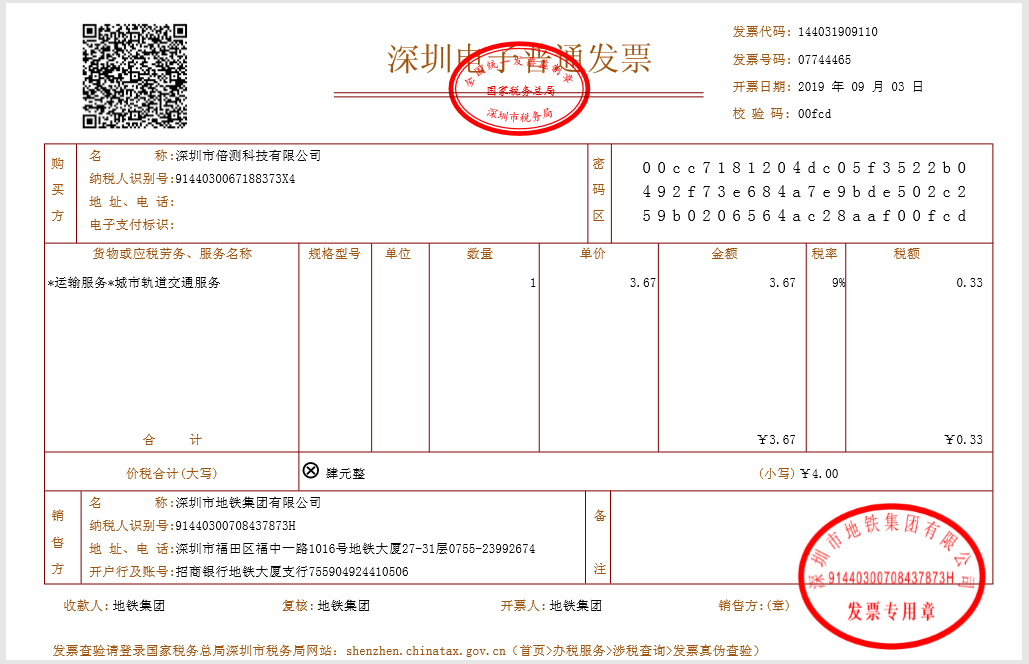 深圳电子普通发票
全国统一发票监制章
国家税务总局
深圳市税务局
发票代码: 144031909110
发票号码: 07744465
开票日期: 2019 年 09 月 03 日
校 验 码: 00fcd
购买方
名 称:深圳市倍测科技有限公司
纳税人识别号:9144030067188373X4
地 址、电 话:
电子支付标识:
密码区
00cc7181204dc05f3522b0
492f73e684a7e9bde502c2
59b0206564ac28aaf00fcd
货物或应税劳务、服务名称 规格型号 单位 数量 单价 金额 税率 税额
*运输服务*城市轨道交通服务 1 3.67 3.67 9% 0.33
合 计 ¥3.67 ¥0.33
价税合计(大写) ⊗ 肆元整 (小写) ¥4.00
销售方
名 称:深圳市地铁集团有限公司
纳税人识别号:91440300708437873H
地 址、电 话:深圳市福田区福中一路1016号地铁大厦27-31层0755-23992674
开户行及账号:招商银行地铁大厦支行755904924410506
备注
深圳市地铁集团有限公司
91440300708437873H
发票专用章
收款人: 地铁集团 复核: 地铁集团 开票人: 地铁集团 销售方:(章)
发票查验请登录国家税务总局深圳市税务局网站: shenzhen.chinatax.gov.cn (首页>办税服务>涉税查询>发票真伪查验)